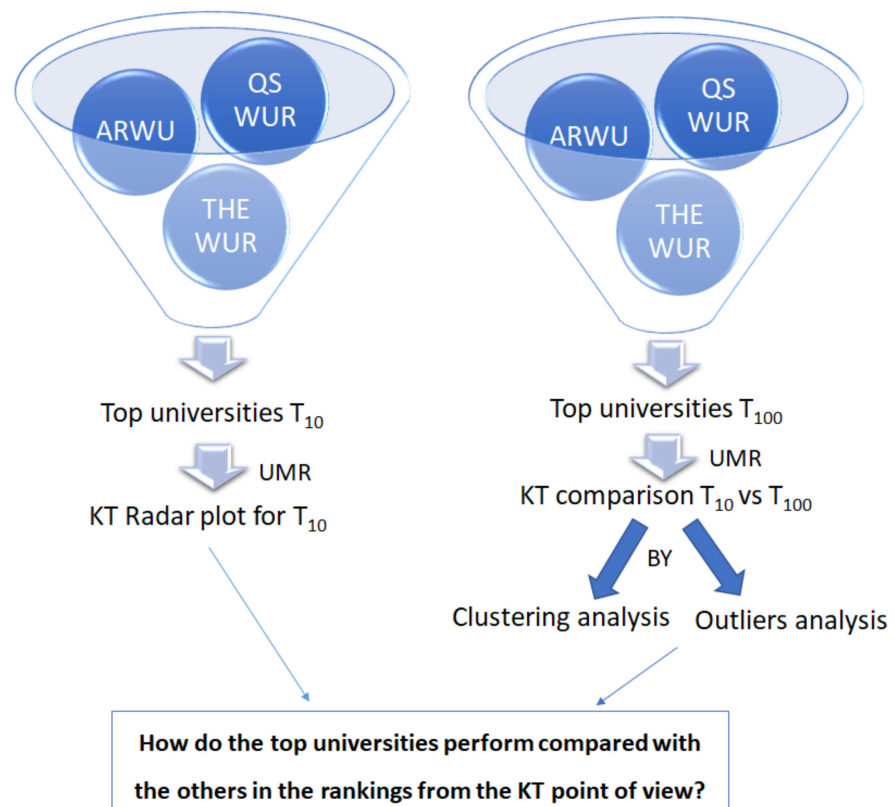 QS
WUR
ARWU
THE
WUR
Top universities T₁₀
UMR
KT Radar plot for T₁₀
QS
WUR
ARWU
THE
WUR
Top universities T₁₀₀
UMR
KT comparison T₁₀ vs T₁₀₀
BY
Clustering analysis
Outliers analysis
How do the top universities perform compared with
the others in the rankings from the KT point of view?